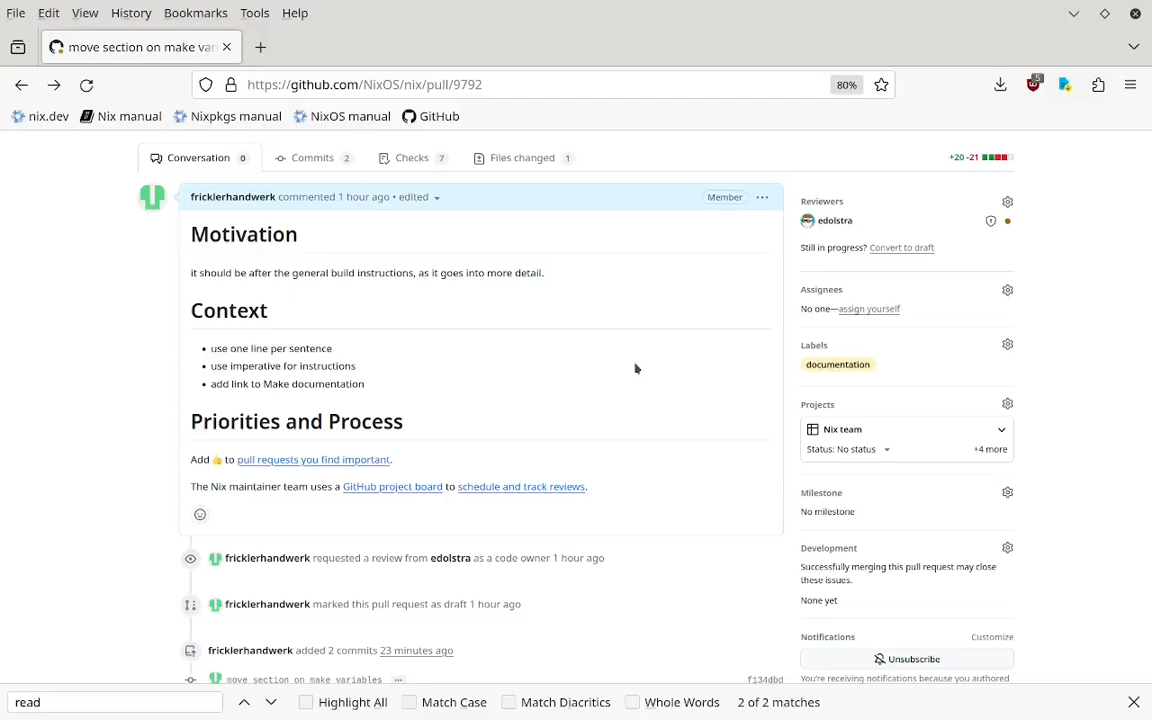 File Edit View History Bookmarks Tools Help
move section on make var
https://github.com/NixOS/nix/pull/9792 80% 5
nix.dev Nix manual Nixpkgs manual NixOS manual GitHub
Conversation 0 Commits 2 Checks 7 Files changed 1 +20 -21
fricklerhandwerk commented 1 hour ago • edited Member
Motivation
it should be after the general build instructions, as it goes into more detail.
Context
• use one line per sentence
• use imperative for instructions
• add link to Make documentation
Priorities and Process
Add 👍 to pull requests you find important.
The Nix maintainer team uses a GitHub project board to schedule and track reviews.
fricklerhandwerk requested a review from edolstra as a code owner 1 hour ago
fricklerhandwerk marked this pull request as draft 1 hour ago
fricklerhandwerk added 2 commits 23 minutes ago
move section on make variables ... f134dbd
Reviewers
edolstra
Still in progress? Convert to draft
Assignees
No one—assign yourself
Labels
documentation
Projects
Nix team
Status: No status +4 more
Milestone
No milestone
Development
Successfully merging this pull request may close
these issues.
None yet
Notifications Customize
Unsubscribe
You're receiving notifications because you authored
read Highlight All Match Case Match Diacritics Whole Words 2 of 2 matches